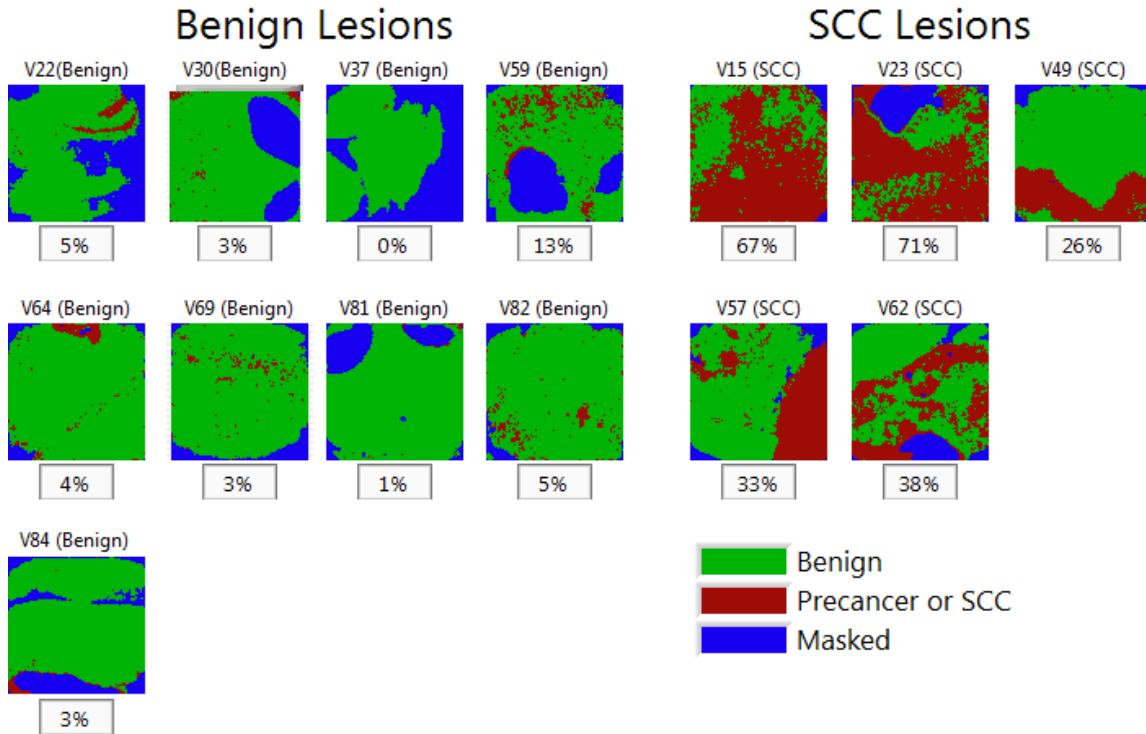 Benign Lesions
SCC Lesions
V22(Benign)
V30(Benign)
V37 (Benign)
V59 (Benign)
V15 (SCC)
V23 (SCC)
V49 (SCC)
5%
3%
0%
13%
67%
71%
26%
V64 (Benign)
V69 (Benign)
V81 (Benign)
V82 (Benign)
V57 (SCC)
V62 (SCC)
4%
3%
1%
5%
33%
38%
V84 (Benign)
3%
Benign
Precancer or SCC
Masked